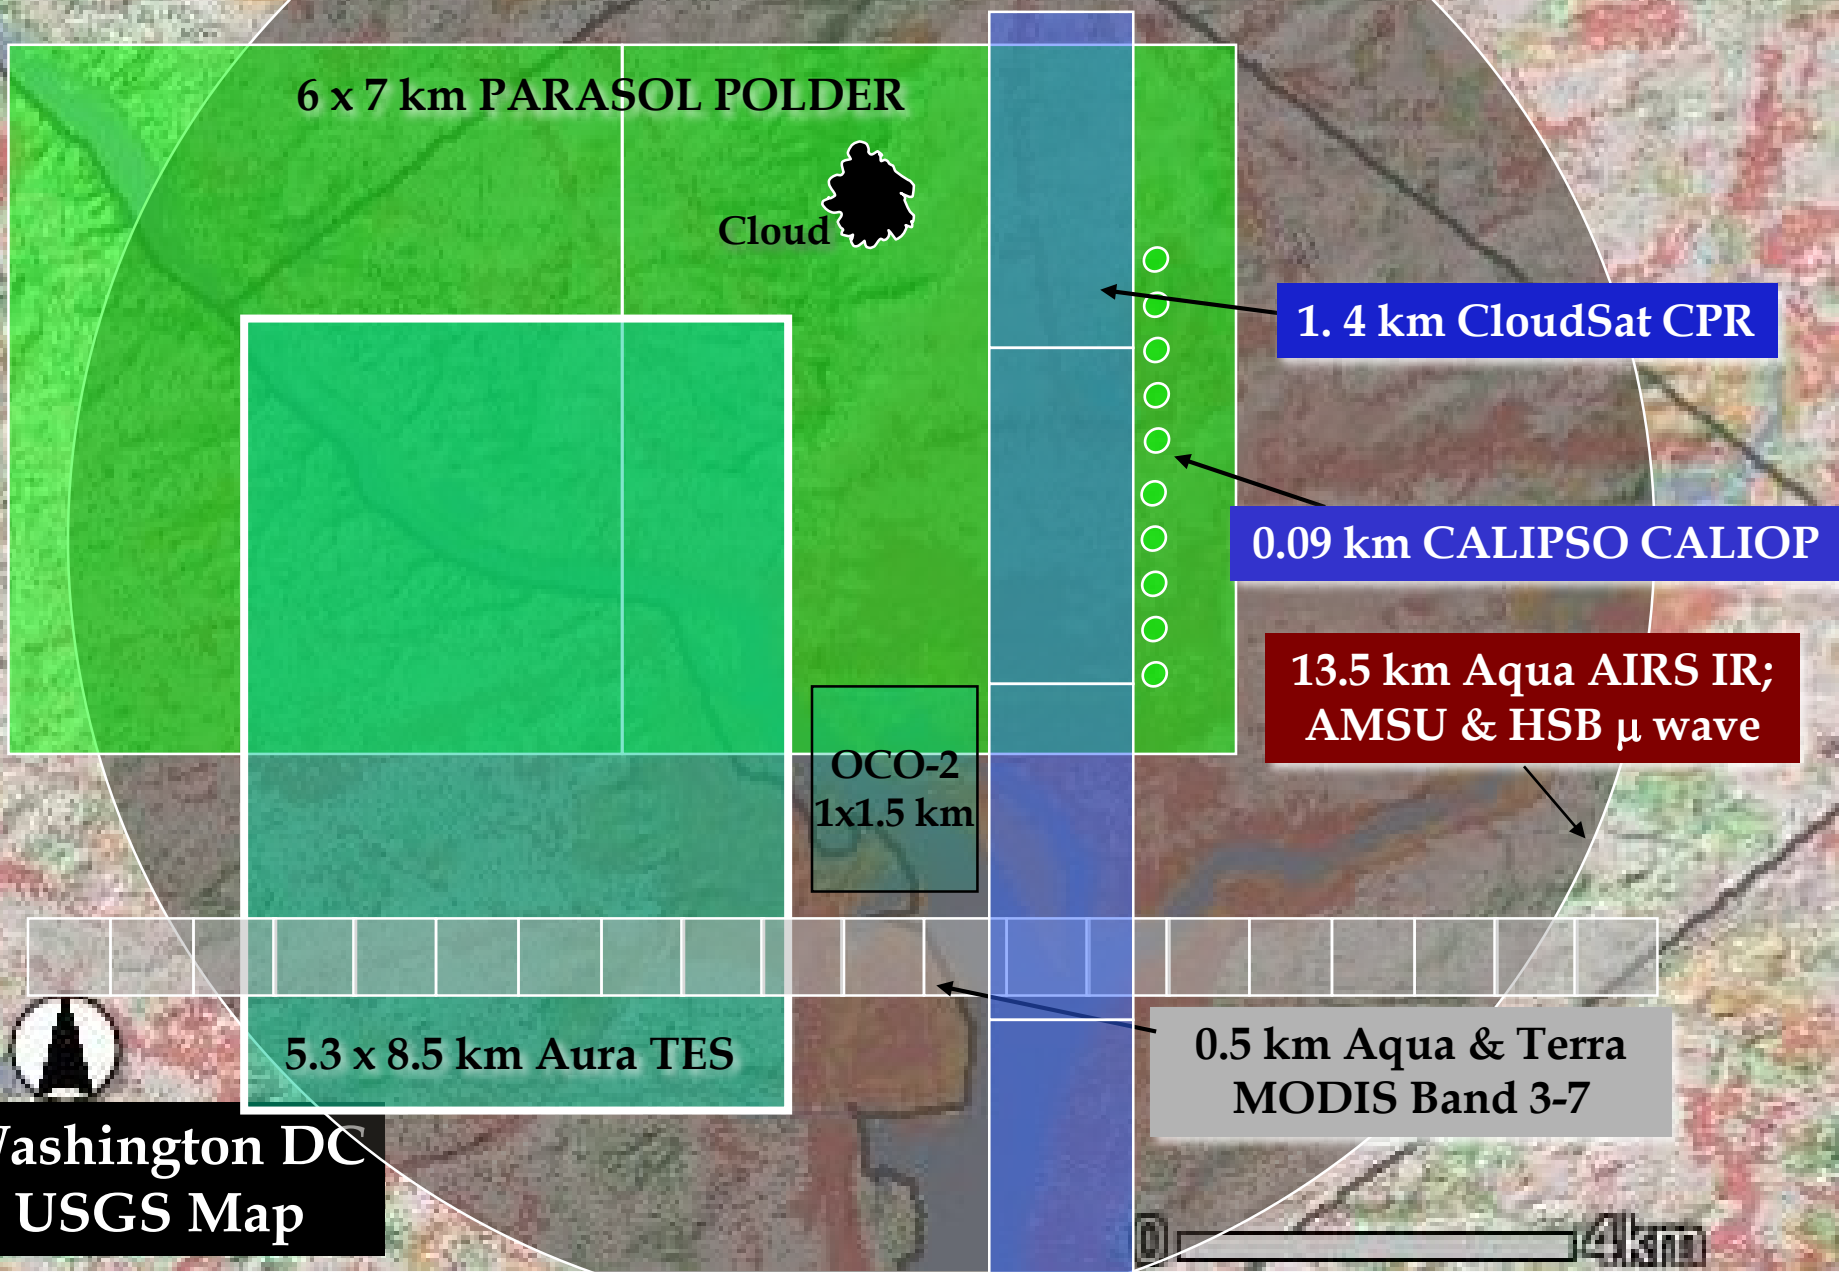 6 x 7 km PARASOL POLDER
Cloud
1. 4 km CloudSat CPR
0.09 km CALIPSO CALIOP
13.5 km Aqua AIRS IR;
AMSU & HSB μ wave
OCO-2
1x1.5 km
5.3 x 8.5 km Aura TES
0.5 km Aqua & Terra
MODIS Band 3-7
Washington DC
USGS Map
0 4km